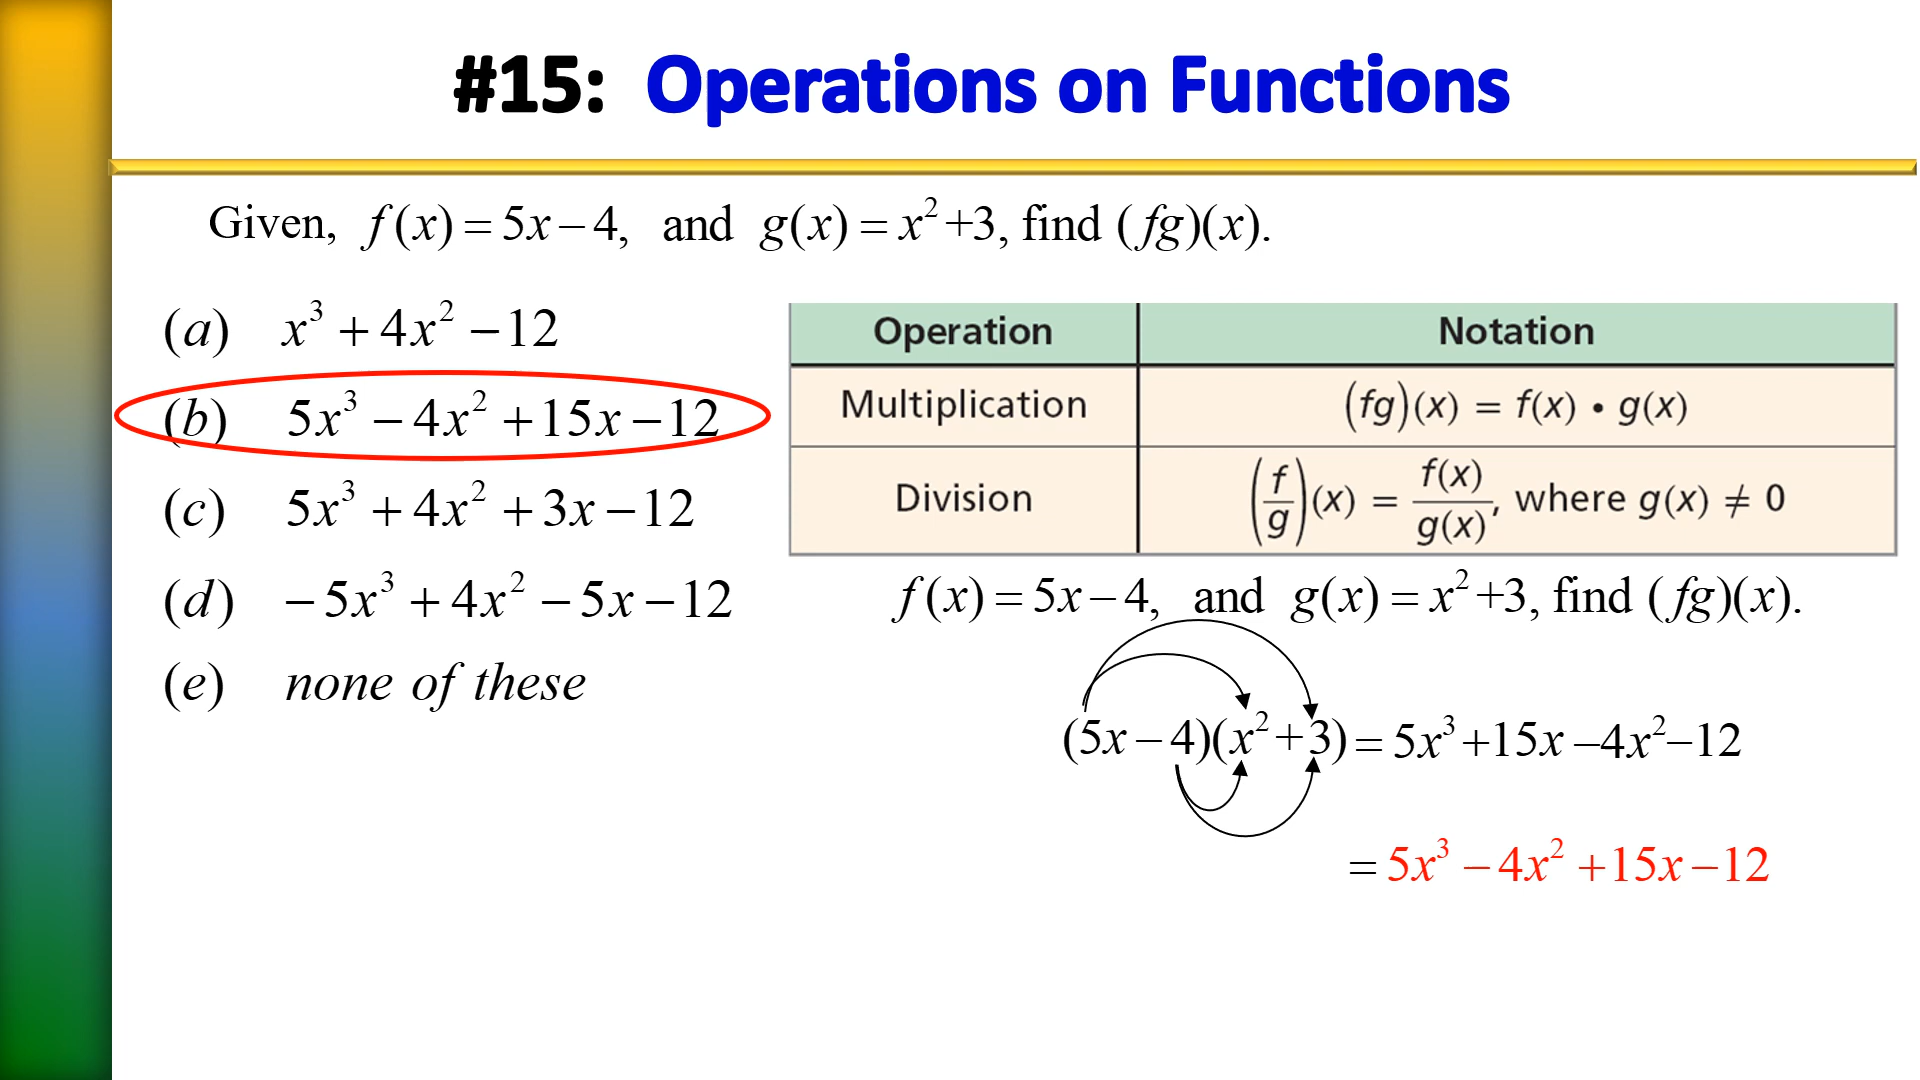 #15: Operations on Functions
Given, f(x) = 5x − 4, and g(x) = x² +3, find (fg)(x).
(a) x³ + 4x² − 12
(b) 5x³ − 4x² + 15x − 12
(c) 5x³ + 4x² + 3x − 12
(d) − 5x³ + 4x² − 5x − 12
(e) none of these
Operation Notation
Multiplication (fg)(x) = f(x) • g(x)
Division (f/g)(x) = f(x)/g(x), where g(x) ≠ 0
f(x) = 5x − 4, and g(x) = x² +3, find (fg)(x).
(5x − 4)(x² + 3) = 5x³ +15x −4x² −12
= 5x³ − 4x² + 15x − 12